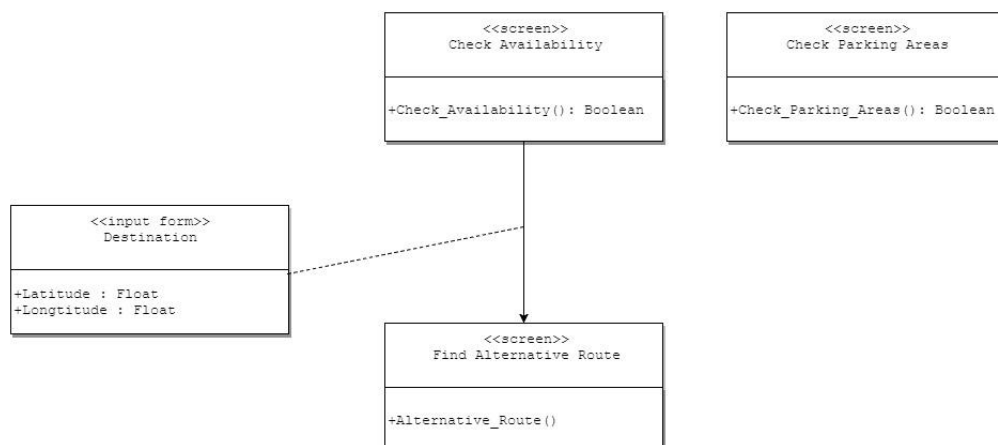 <<screen>>
Check Availability
+Check_Availability(): Boolean
<<screen>>
Check Parking Areas
+Check_Parking_Areas(): Boolean
<<input form>>
Destination
+Latitude : Float
+Longtitude : Float
<<screen>>
Find Alternative Route
+Alternative_Route()